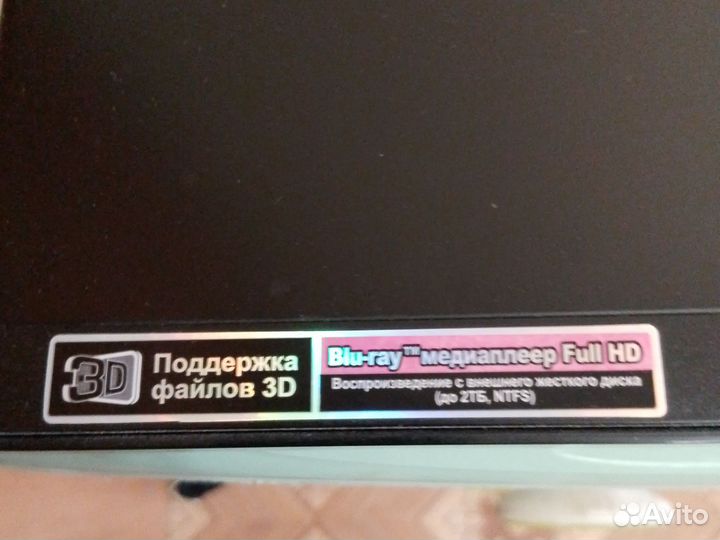 3D
Поддержка
файлов 3D
Blu-ray™ медиаплеер Full HD
Воспроизведение с внешнего жесткого диска
(до 2ТБ, NTFS)
Avito